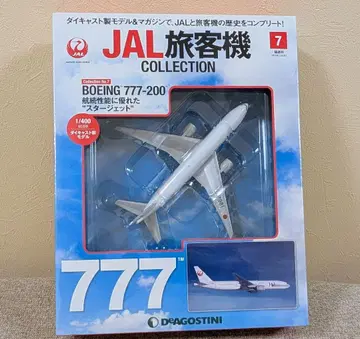 ダイキャスト製モデル&マガジンで、JALと旅客機の歴史をコンプリート!
JAL
JAL旅客機
COLLECTION
7
Collection No.7
BOEING 777-200
航続性能に優れた
"スタージェット"
1/400
ダイキャスト製
モデル
777
DeAGOSTINI